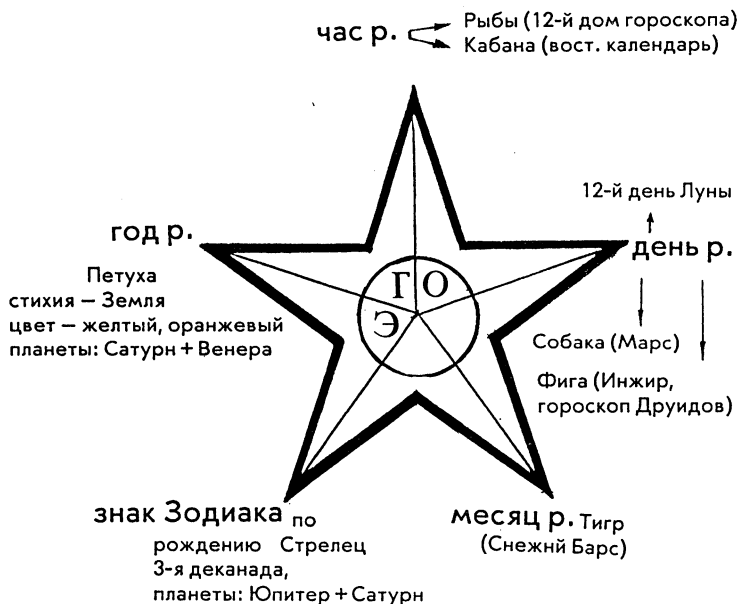 час р.
Рыбы (12-й дом гороскопа)
Кабана (вост. календарь)
12-й день Луны
год р.
день р.
Петуха
стихия – Земля
цвет – желтый, оранжевый
планеты: Сатурн + Венера
Г О
Э
Собака (Марс)
Фига (Инжир,
гороскоп Друидов)
знак Зодиака по
рождению Стрелец
3-я деканада,
планеты: Юпитер + Сатурн
месяц р. Тигр
(Снежнй Барс)